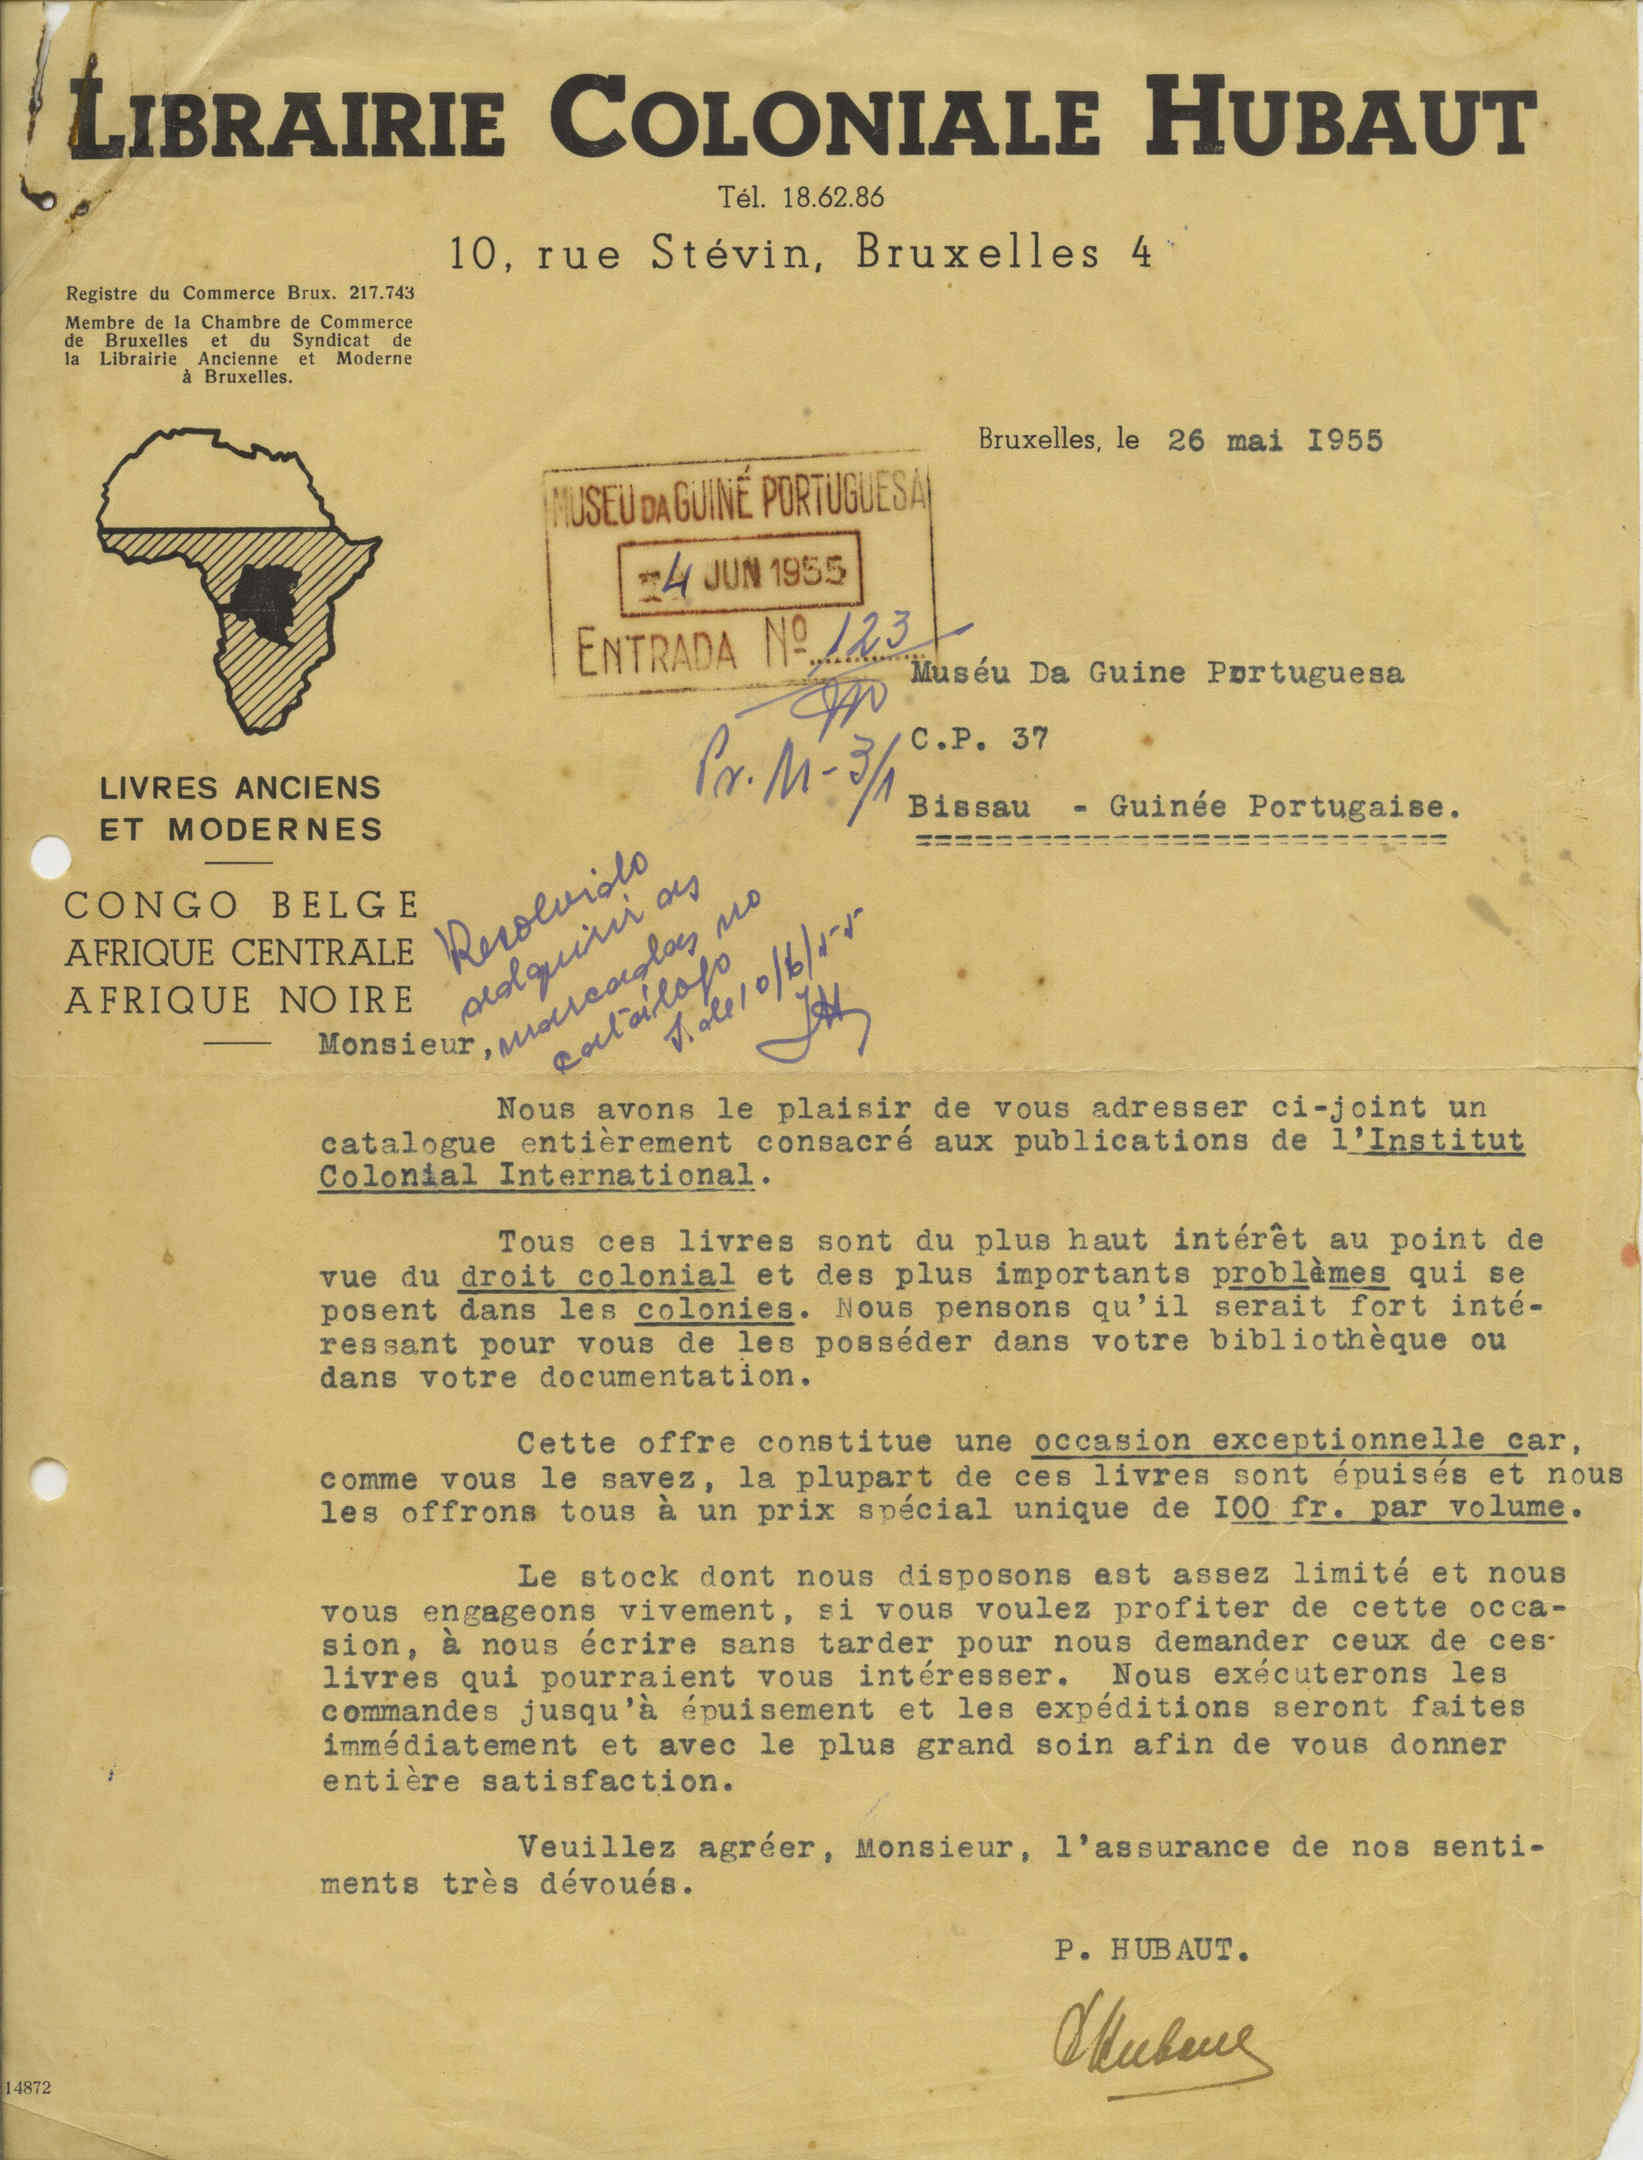 LIBRAIRIE COLONIALE HUBAUT
Tél. 18.62.86
10, rue Stévin, Bruxelles 4
Registre du Commerce Brux. 217.743
Membre de la Chambre de Commerce
de Bruxelles et du Syndicat de
la Librairie Ancienne et Moderne
à Bruxelles.
Bruxelles, le 26 mai I955
MUSEU DA GUINÉ PORTUGUESA
4 JUN 1955
ENTRADA Nº 123
Pr. M-3/1
Muséu Da Guine Portuguesa
C.P. 37
Bissau - Guinée Portugaise.
LIVRES ANCIENS
ET MODERNES
CONGO BELGE
AFRIQUE CENTRALE
AFRIQUE NOIRE
Resolvido
adquirir as
marcadas no
catálogo
10/6/55
Monsieur,
Nous avons le plaisir de vous adresser ci-joint un
catalogue entièrement consacré aux publications de l'Institut
Colonial International.
Tous ces livres sont du plus haut intérêt au point de
vue du droit colonial et des plus importants problèmes qui se
posent dans les colonies. Nous pensons qu'il serait fort inté-
ressant pour vous de les posséder dans votre bibliothèque ou
dans votre documentation.
Cette offre constitue une occasion exceptionnelle car,
comme vous le savez, la plupart de ces livres sont épuisés et nous
les offrons tous à un prix spécial unique de I00 fr. par volume.
Le stock dont nous disposons est assez limité et nous
vous engageons vivement, si vous voulez profiter de cette occa-
sion, à nous écrire sans tarder pour nous demander ceux de ces
livres qui pourraient vous intéresser. Nous exécuterons les
commandes jusqu'à épuisement et les expéditions seront faites
immédiatement et avec le plus grand soin afin de vous donner
entière satisfaction.
Veuillez agréer, Monsieur, l'assurance de nos senti-
ments très dévoués.
P. HUBAUT.
PHubaut
14872